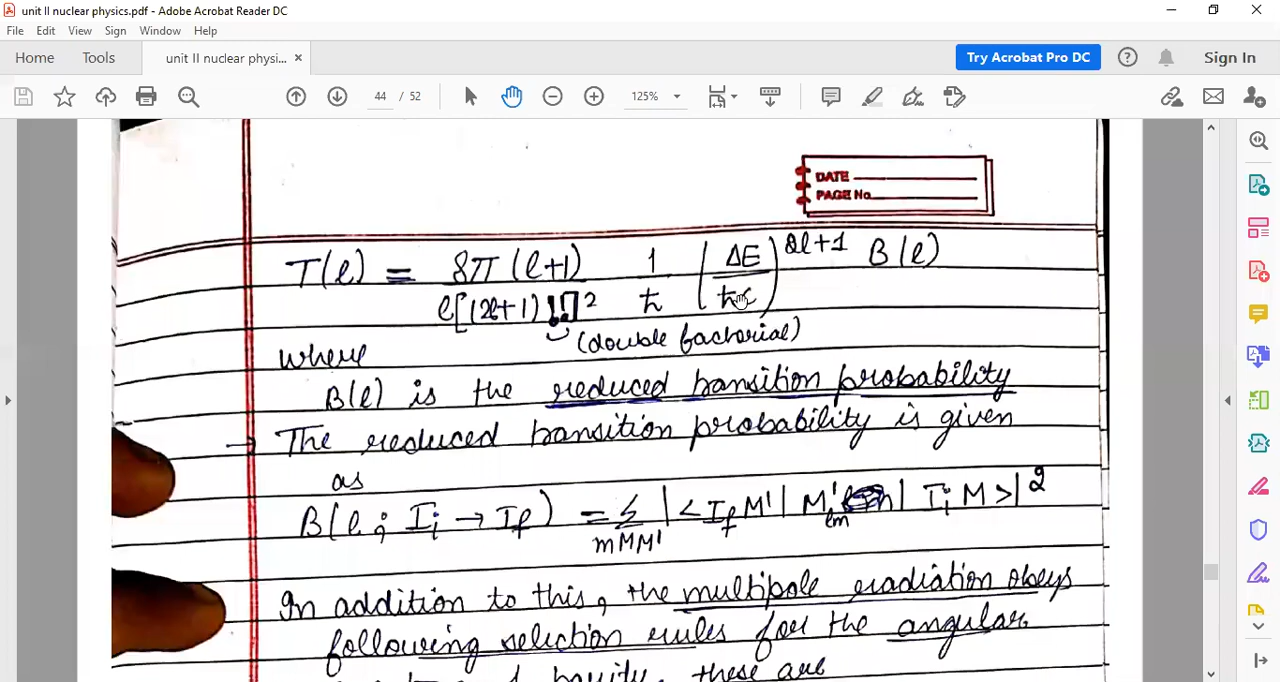 unit II nuclear physics.pdf - Adobe Acrobat Reader DC
File Edit View Sign Window Help
Home Tools unit II nuclear physi... × Try Acrobat Pro DC Sign In
44 / 52 125%
DATE
PAGE No.
T(l) = 8π(l+1) / l[(2l+1)!!]² 1/ħ (ΔE/ħc)^2l+1 B(l)
(double factorial)
where
B(l) is the reduced transition probability
→ The reduced transition probability is given
as
B(l; Ii → If) = Σ mMM' |<If M'| M'lm | Ii M>|²
In addition to this, the multipole radiation obeys
following selection rules for the angular
parity, these are